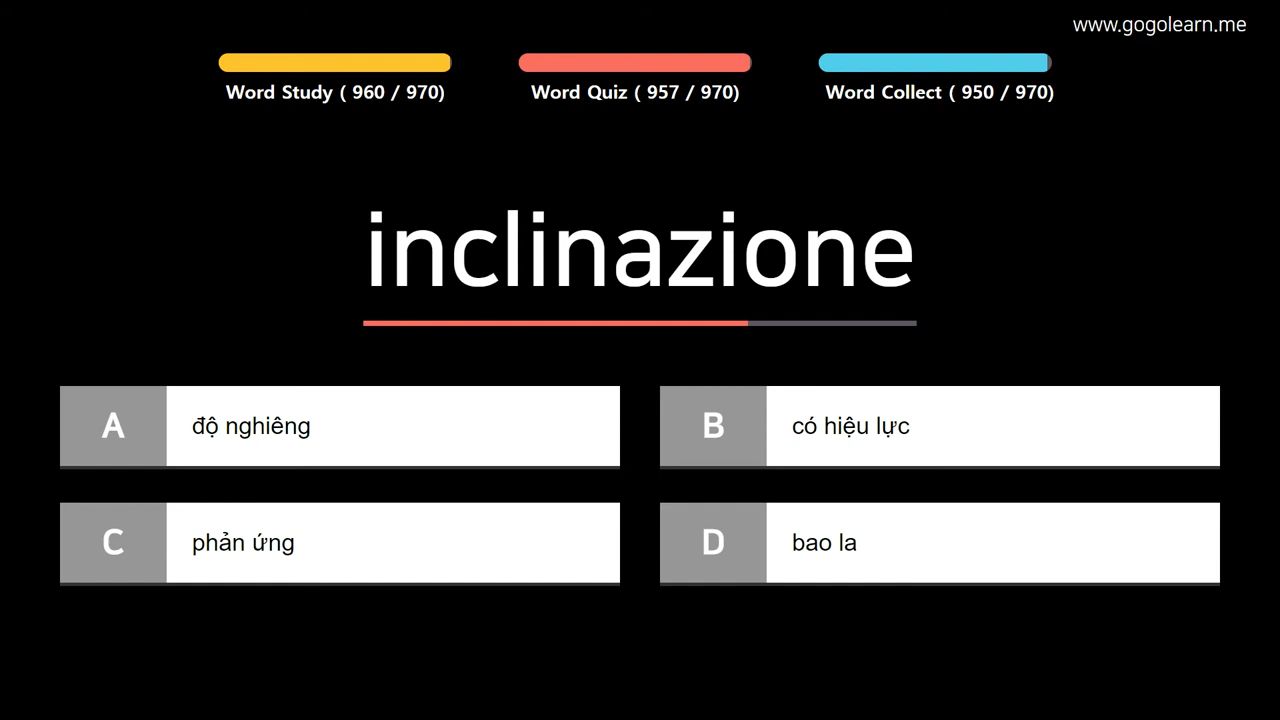 www.gogolearn.me
Word Study ( 960 / 970)
Word Quiz ( 957 / 970)
Word Collect ( 950 / 970)
inclinazione
A
độ nghiêng
B
có hiệu lực
C
phản ứng
D
bao la